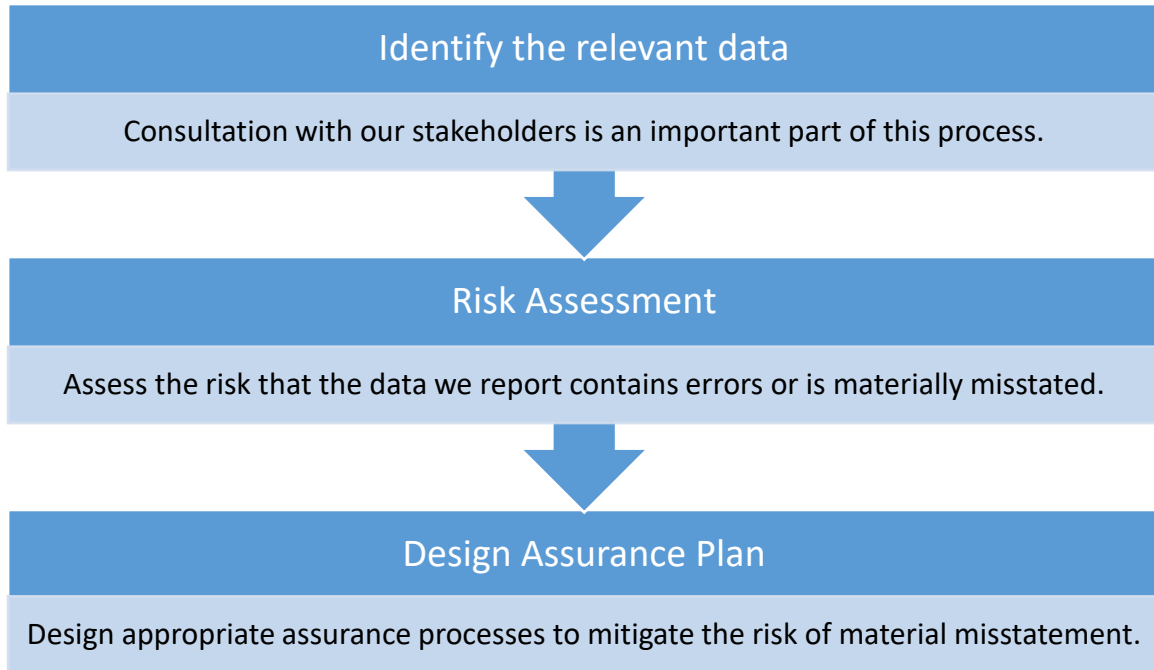 Identify the relevant data
Consultation with our stakeholders is an important part of this process.
Risk Assessment
Assess the risk that the data we report contains errors or is materially misstated.
Design Assurance Plan
Design appropriate assurance processes to mitigate the risk of material misstatement.